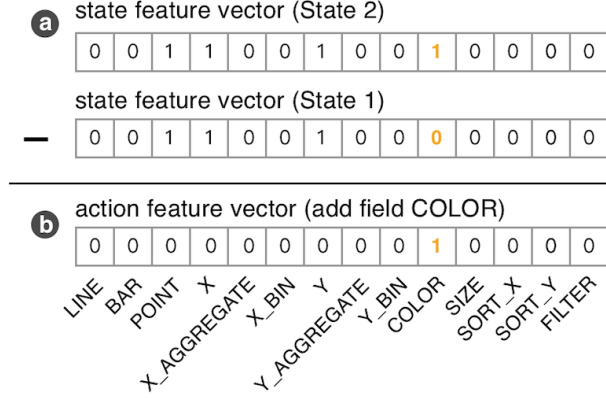 a
state feature vector (State 2)
0 0 1 1 0 0 1 0 0 1 0 0 0 0
state feature vector (State 1)
− 0 0 1 1 0 0 1 0 0 0 0 0 0 0
b
action feature vector (add field COLOR)
0 0 0 0 0 0 0 0 0 1 0 0 0 0
LINE
BAR
POINT
X
X_AGGREGATE
X_BIN
Y
Y_AGGREGATE
Y_BIN
COLOR
SIZE
SORT_X
SORT_Y
FILTER